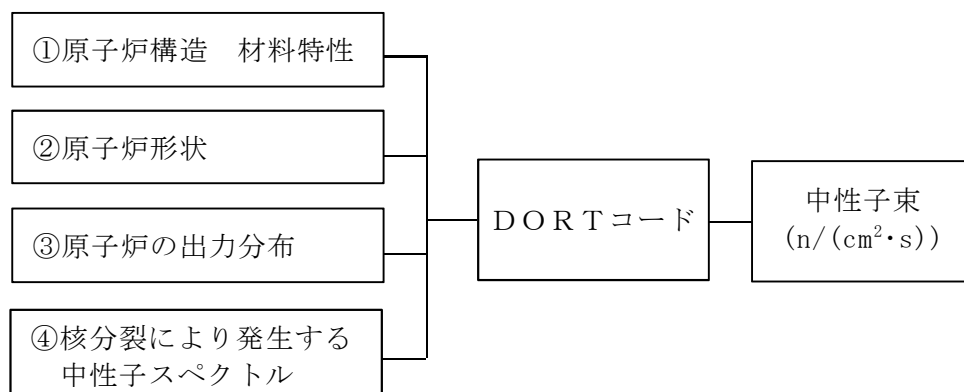 ①原子炉構造　材料特性
②原子炉形状
③原子炉の出力分布
④核分裂により発生する
中性子スペクトル
ＤＯＲＴコード
中性子束
(n/(cm²･s))